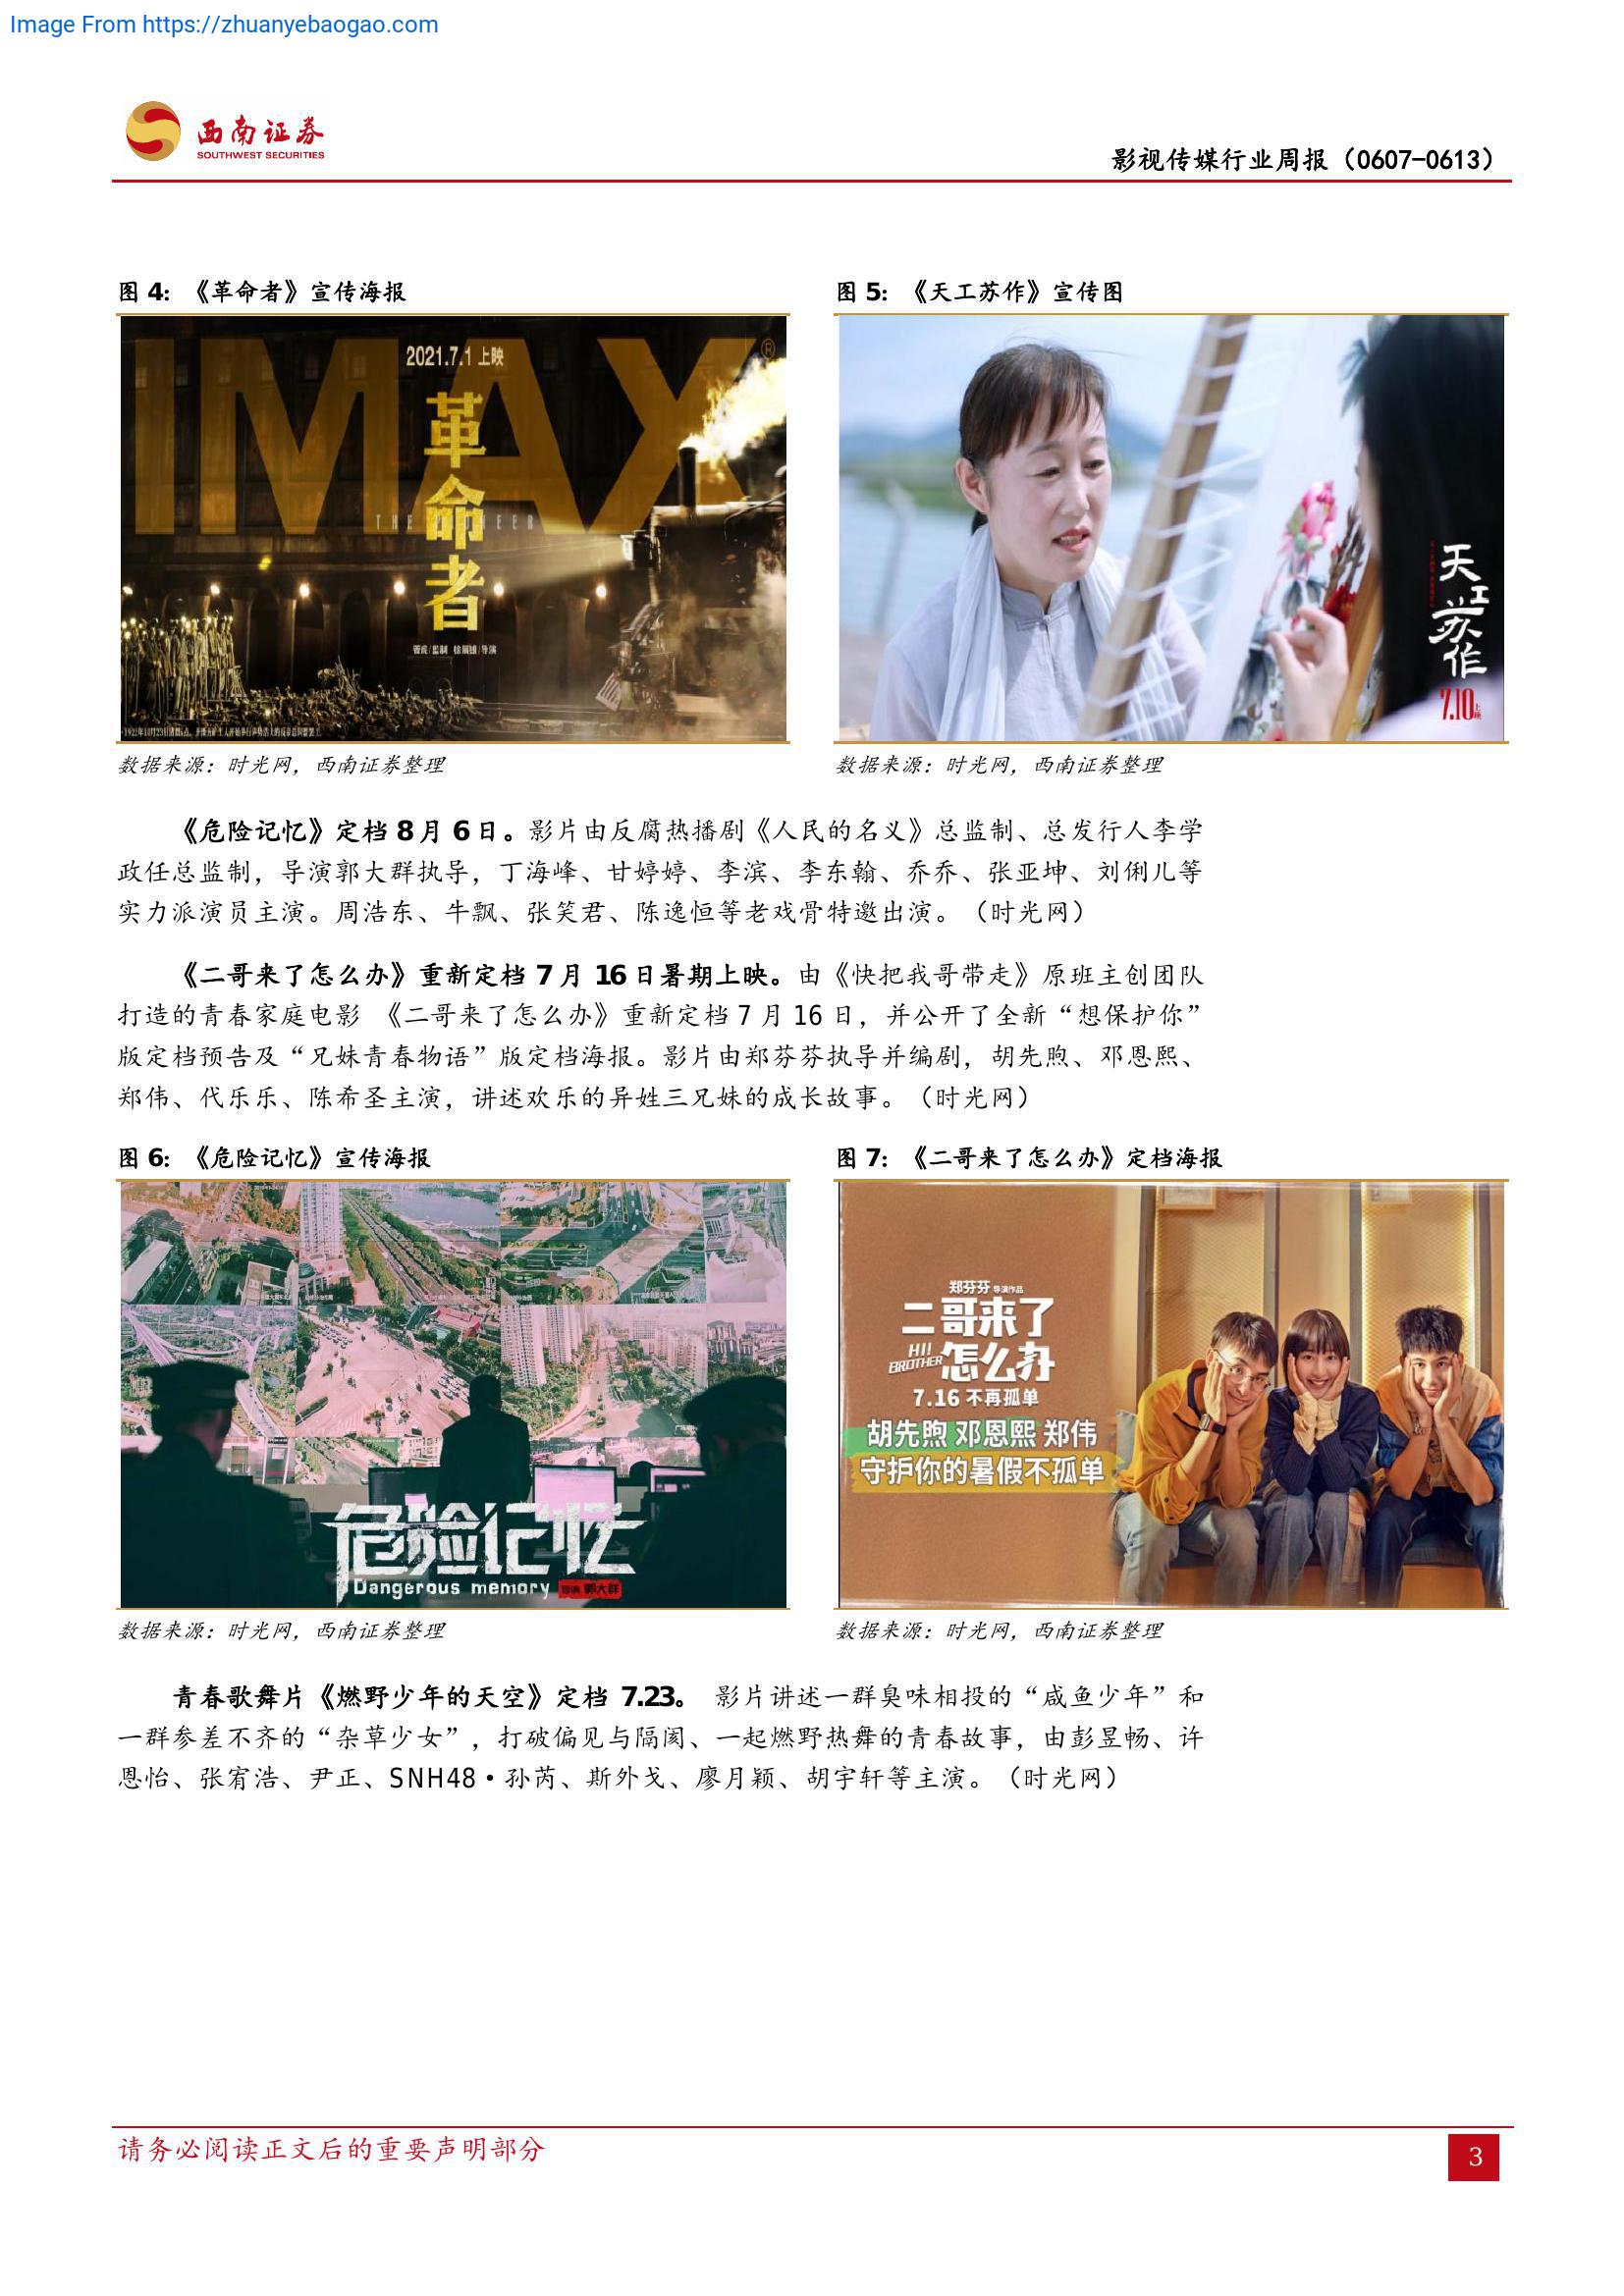 Image From https://zhuanyebaogao.com
西南证券
SOUTHWEST SECURITIES
影视传媒行业周报（0607-0613）
图 4：《革命者》宣传海报
图 5：《天工苏作》宣传图
IMAX®
2021.7.1 上映
革
命
者
管虎/监制 徐展雄/导演
天工苏作
7.10上映
数据来源：时光网，西南证券整理
数据来源：时光网，西南证券整理
《危险记忆》定档 8 月 6 日。影片由反腐热播剧《人民的名义》总监制、总发行人李学
政任总监制，导演郭大群执导，丁海峰、甘婷婷、李滨、李东翰、乔乔、张亚坤、刘俐儿等
实力派演员主演。周浩东、牛飘、张笑君、陈逸恒等老戏骨特邀出演。（时光网）
《二哥来了怎么办》重新定档 7 月 16 日暑期上映。由《快把我哥带走》原班主创团队
打造的青春家庭电影 《二哥来了怎么办》重新定档 7 月 16 日，并公开了全新“想保护你”
版定档预告及“兄妹青春物语”版定档海报。影片由郑芬芬执导并编剧，胡先煦、邓恩熙、
郑伟、代乐乐、陈希圣主演，讲述欢乐的异姓三兄妹的成长故事。（时光网）
图 6：《危险记忆》宣传海报
图 7：《二哥来了怎么办》定档海报
危险记忆
Dangerous memory 导演 郭大群
郑芬芬 导演作品
二哥来了
HI! BROTHER 怎么办
7.16 不再孤单
胡先煦 邓恩熙 郑伟
守护你的暑假不孤单
数据来源：时光网，西南证券整理
数据来源：时光网，西南证券整理
青春歌舞片《燃野少年的天空》定档 7.23。 影片讲述一群臭味相投的“咸鱼少年”和
一群参差不齐的“杂草少女”，打破偏见与隔阂、一起燃野热舞的青春故事，由彭昱畅、许
恩怡、张宥浩、尹正、SNH48·孙芮、斯外戈、廖月颖、胡宇轩等主演。（时光网）
请务必阅读正文后的重要声明部分
3